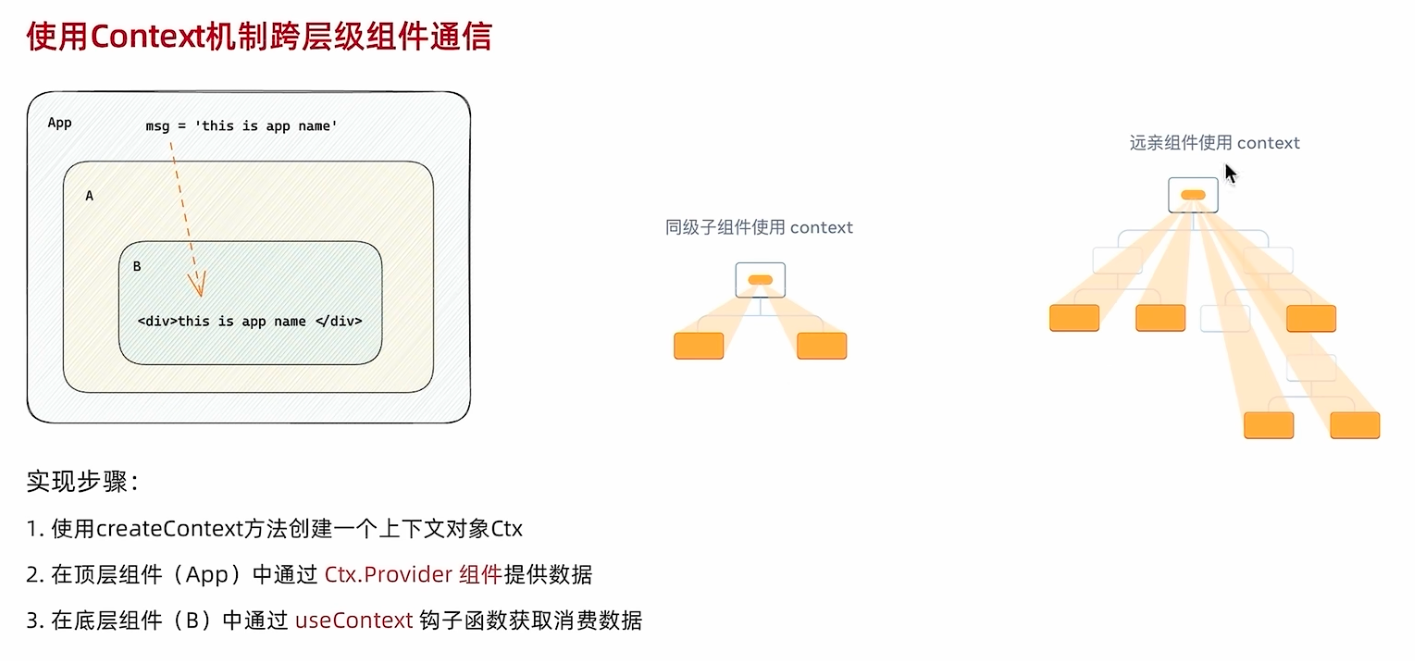 使用Context机制跨层级组件通信
App
msg = 'this is app name'
A
B
<div>this is app name </div>
同级子组件使用 context
远亲组件使用 context
实现步骤：
1. 使用createContext方法创建一个上下文对象Ctx
2. 在顶层组件（App）中通过 Ctx.Provider 组件提供数据
3. 在底层组件（B）中通过 useContext 钩子函数获取消费数据